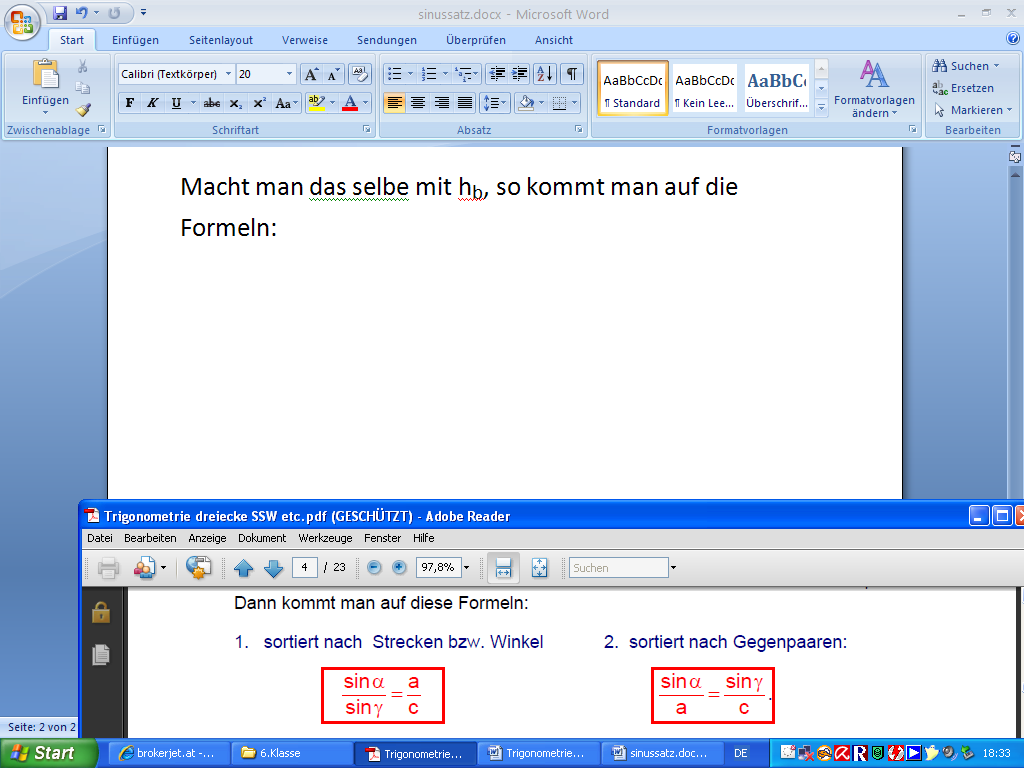 sinussatz.docx - Microsoft Word
Start Einfügen Seitenlayout Verweise Sendungen Überprüfen Ansicht
Einfügen
Zwischenablage
Calibri (Textkörper) 20
F K U abc x₂ x² Aa
Schriftart
Absatz
AaBbCcDc AaBbCcDc AaBbCc
¶ Standard ¶ Kein Lee... Überschrif...
Formatvorlagen
Formatvorlagen ändern
Suchen
Ersetzen
Markieren
Bearbeiten
Macht man das selbe mit h_b, so kommt man auf die
Formeln:
Trigonometrie dreiecke SSW etc.pdf (GESCHÜTZT) - Adobe Reader
Datei Bearbeiten Anzeige Dokument Werkzeuge Fenster Hilfe
4 / 23 97,8% Suchen
Dann kommt man auf diese Formeln:
1. sortiert nach Strecken bzw. Winkel 2. sortiert nach Gegenpaaren:
sin α / sin γ = a / c
sin α / a = sin γ / c .
Seite: 2 von 2
Start brokerjet.at -... 6.Klasse Trigonometrie... Trigonometrie... sinussatz.doc... DE 18:33